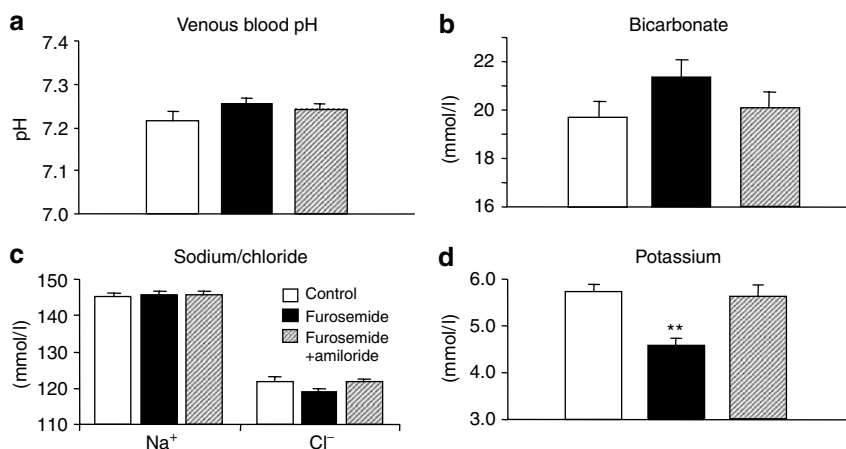 a
Venous blood pH
7.4
7.3
7.2
7.1
7.0
pH
b
Bicarbonate
22
20
18
16
(mmol/l)
c
Sodium/chloride
150
140
130
120
110
(mmol/l)
Na⁺
Cl⁻
Control
Furosemide
Furosemide
+amiloride
d
Potassium
6.0
5.0
4.0
3.0
(mmol/l)
**